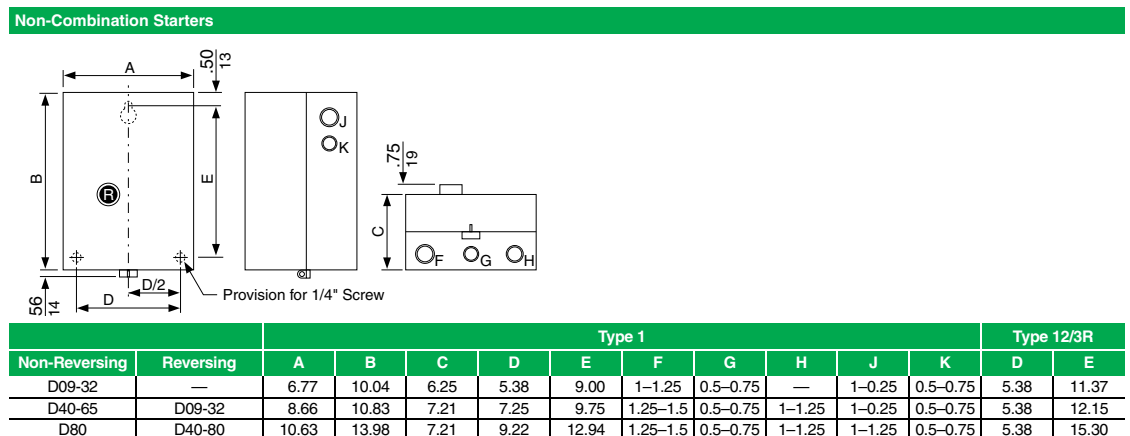 Non-Combination Starters
A
.50
13
B
E
R
D/2
D
56
14
Provision for 1/4" Screw
J
K
.75
19
C
F
G
H
Type 1 Type 12/3R
Non-Reversing Reversing A B C D E F G H J K D E
D09-32 — 6.77 10.04 6.25 5.38 9.00 1–1.25 0.5–0.75 — 1–0.25 0.5–0.75 5.38 11.37
D40-65 D09-32 8.66 10.83 7.21 7.25 9.75 1.25–1.5 0.5–0.75 1–1.25 1–0.25 0.5–0.75 5.38 12.15
D80 D40-80 10.63 13.98 7.21 9.22 12.94 1.25–1.5 0.5–0.75 1–1.25 1–1.25 0.5–0.75 5.38 15.30